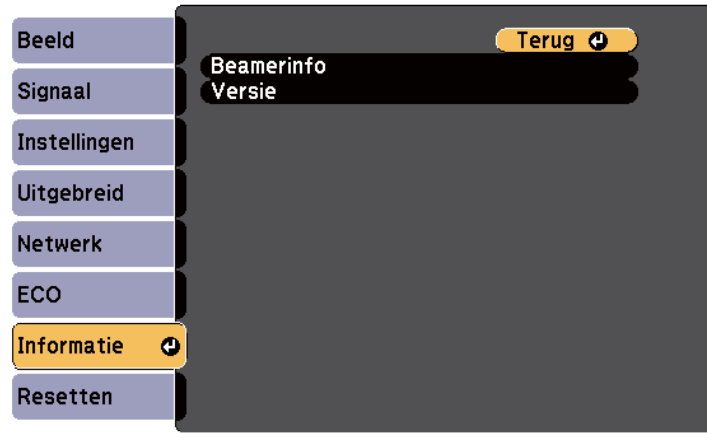 Beeld
Signaal
Instellingen
Uitgebreid
Netwerk
ECO
Informatie
Resetten
Terug
Beamerinfo
Versie